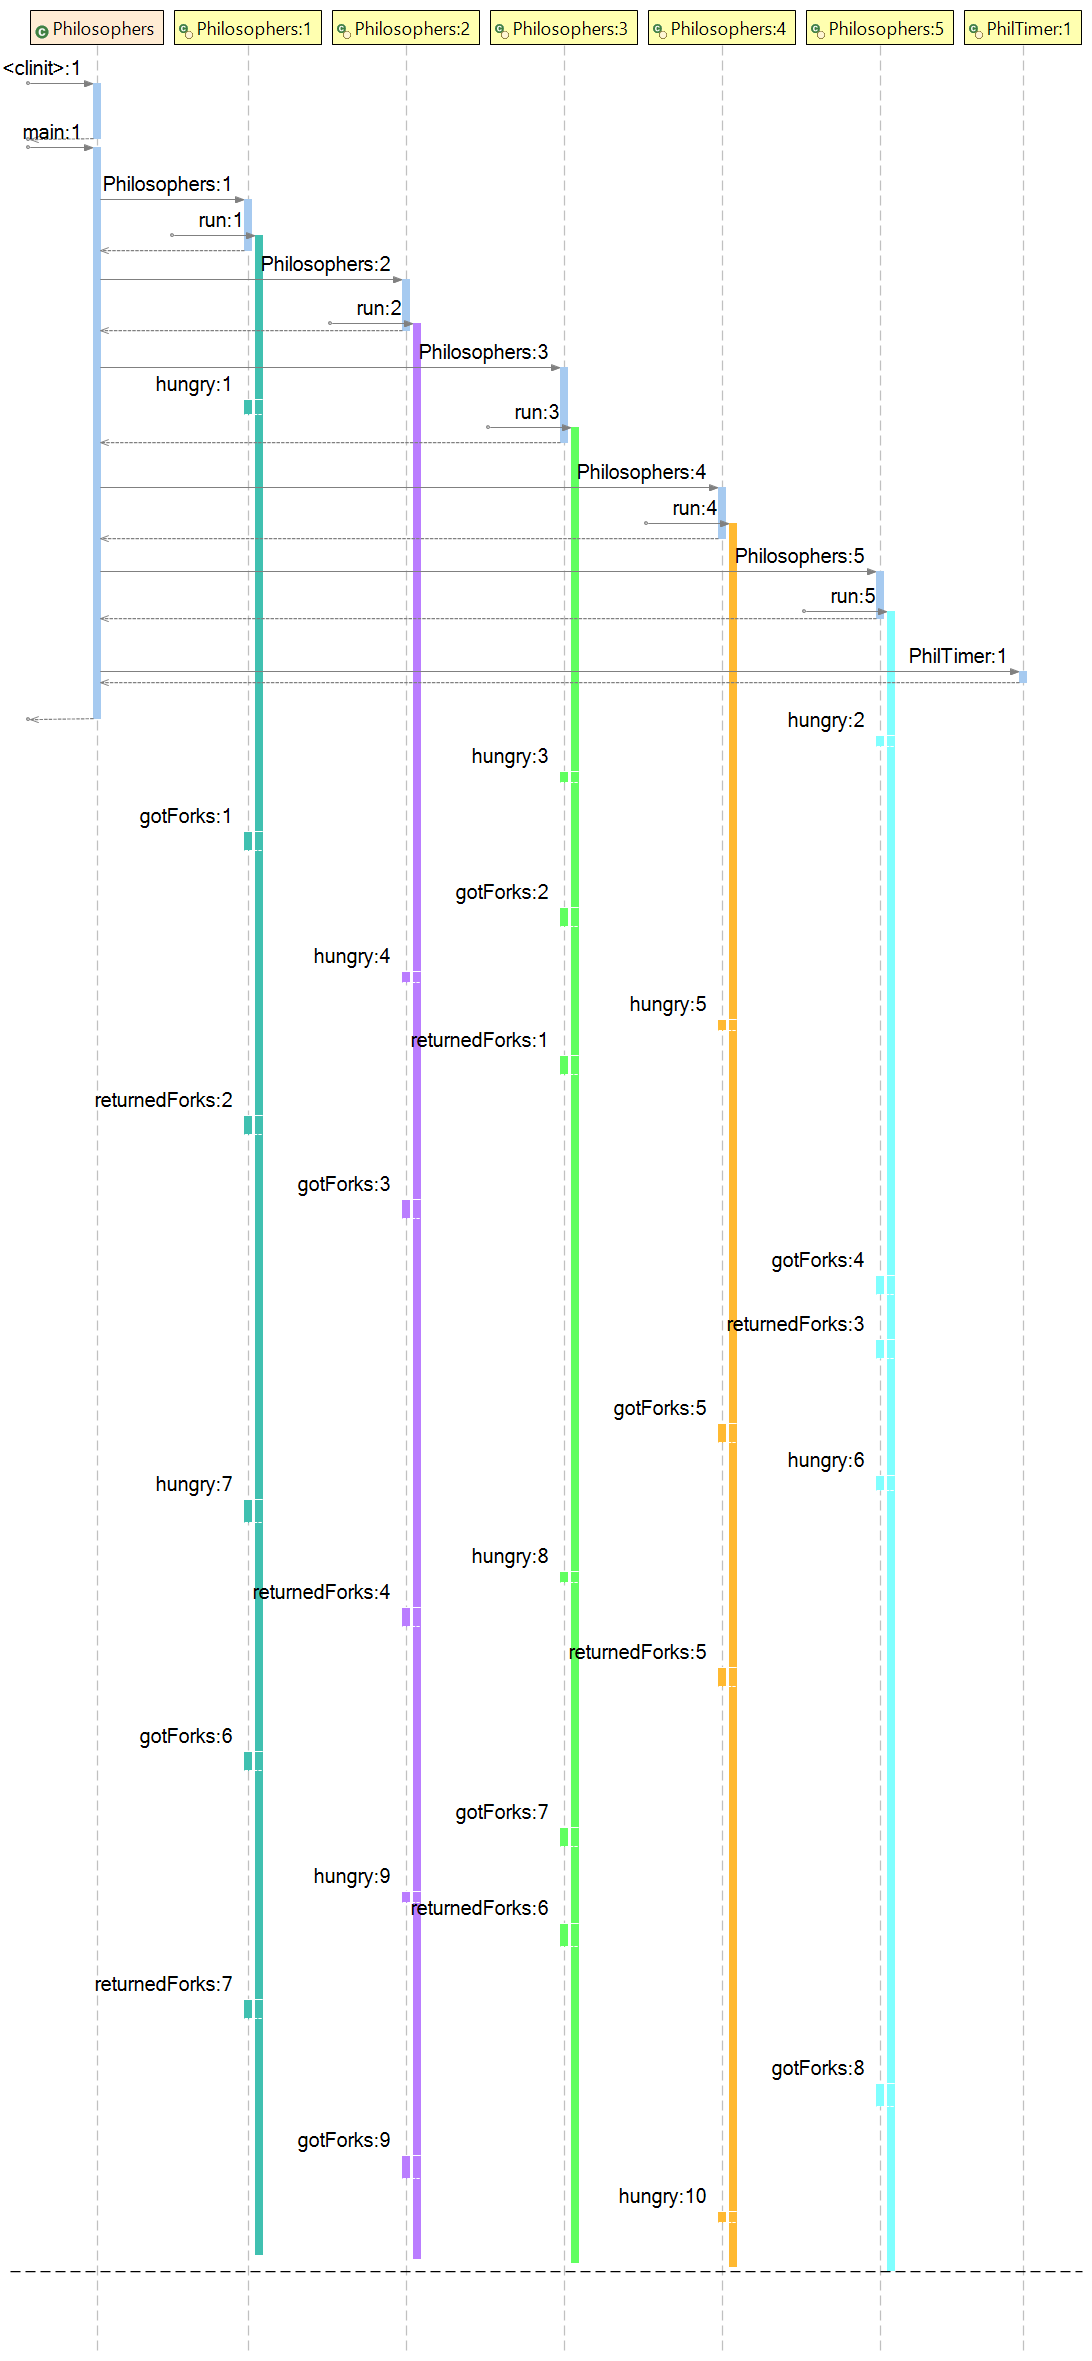 Philosophers
Philosophers:1
Philosophers:2
Philosophers:3
Philosophers:4
Philosophers:5
PhilTimer:1
<clinit>:1
main:1
Philosophers:1
run:1
Philosophers:2
run:2
Philosophers:3
hungry:1
run:3
Philosophers:4
run:4
Philosophers:5
run:5
PhilTimer:1
hungry:2
hungry:3
gotForks:1
gotForks:2
hungry:4
hungry:5
returnedForks:1
returnedForks:2
gotForks:3
gotForks:4
returnedForks:3
gotForks:5
hungry:6
hungry:7
hungry:8
returnedForks:4
returnedForks:5
gotForks:6
gotForks:7
hungry:9
returnedForks:6
returnedForks:7
gotForks:8
gotForks:9
hungry:10